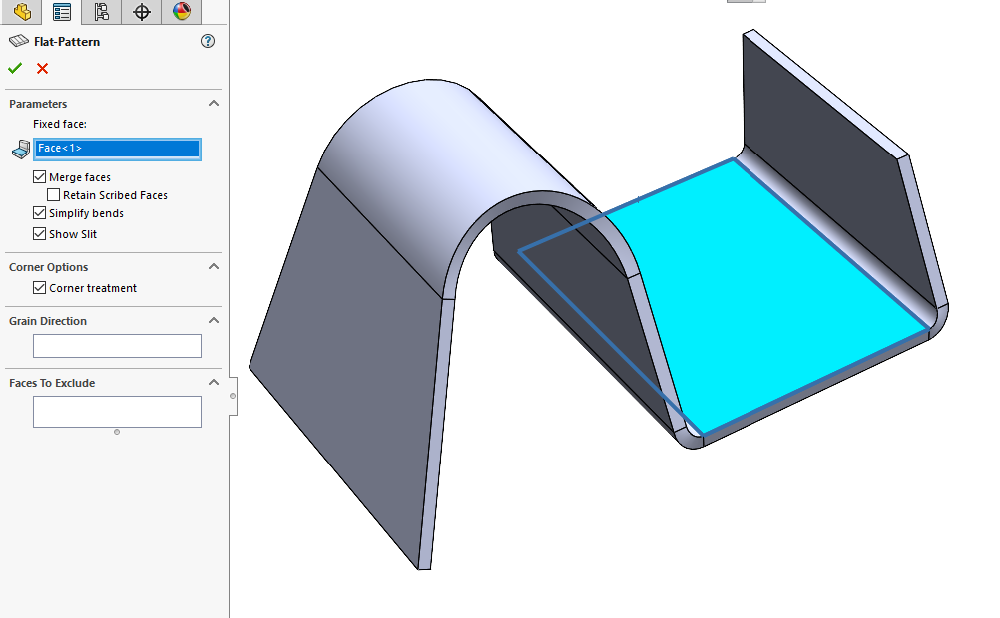 Flat-Pattern
Parameters
Fixed face:
Face<1>
Merge faces
Retain Scribed Faces
Simplify bends
Show Slit
Corner Options
Corner treatment
Grain Direction
Faces To Exclude